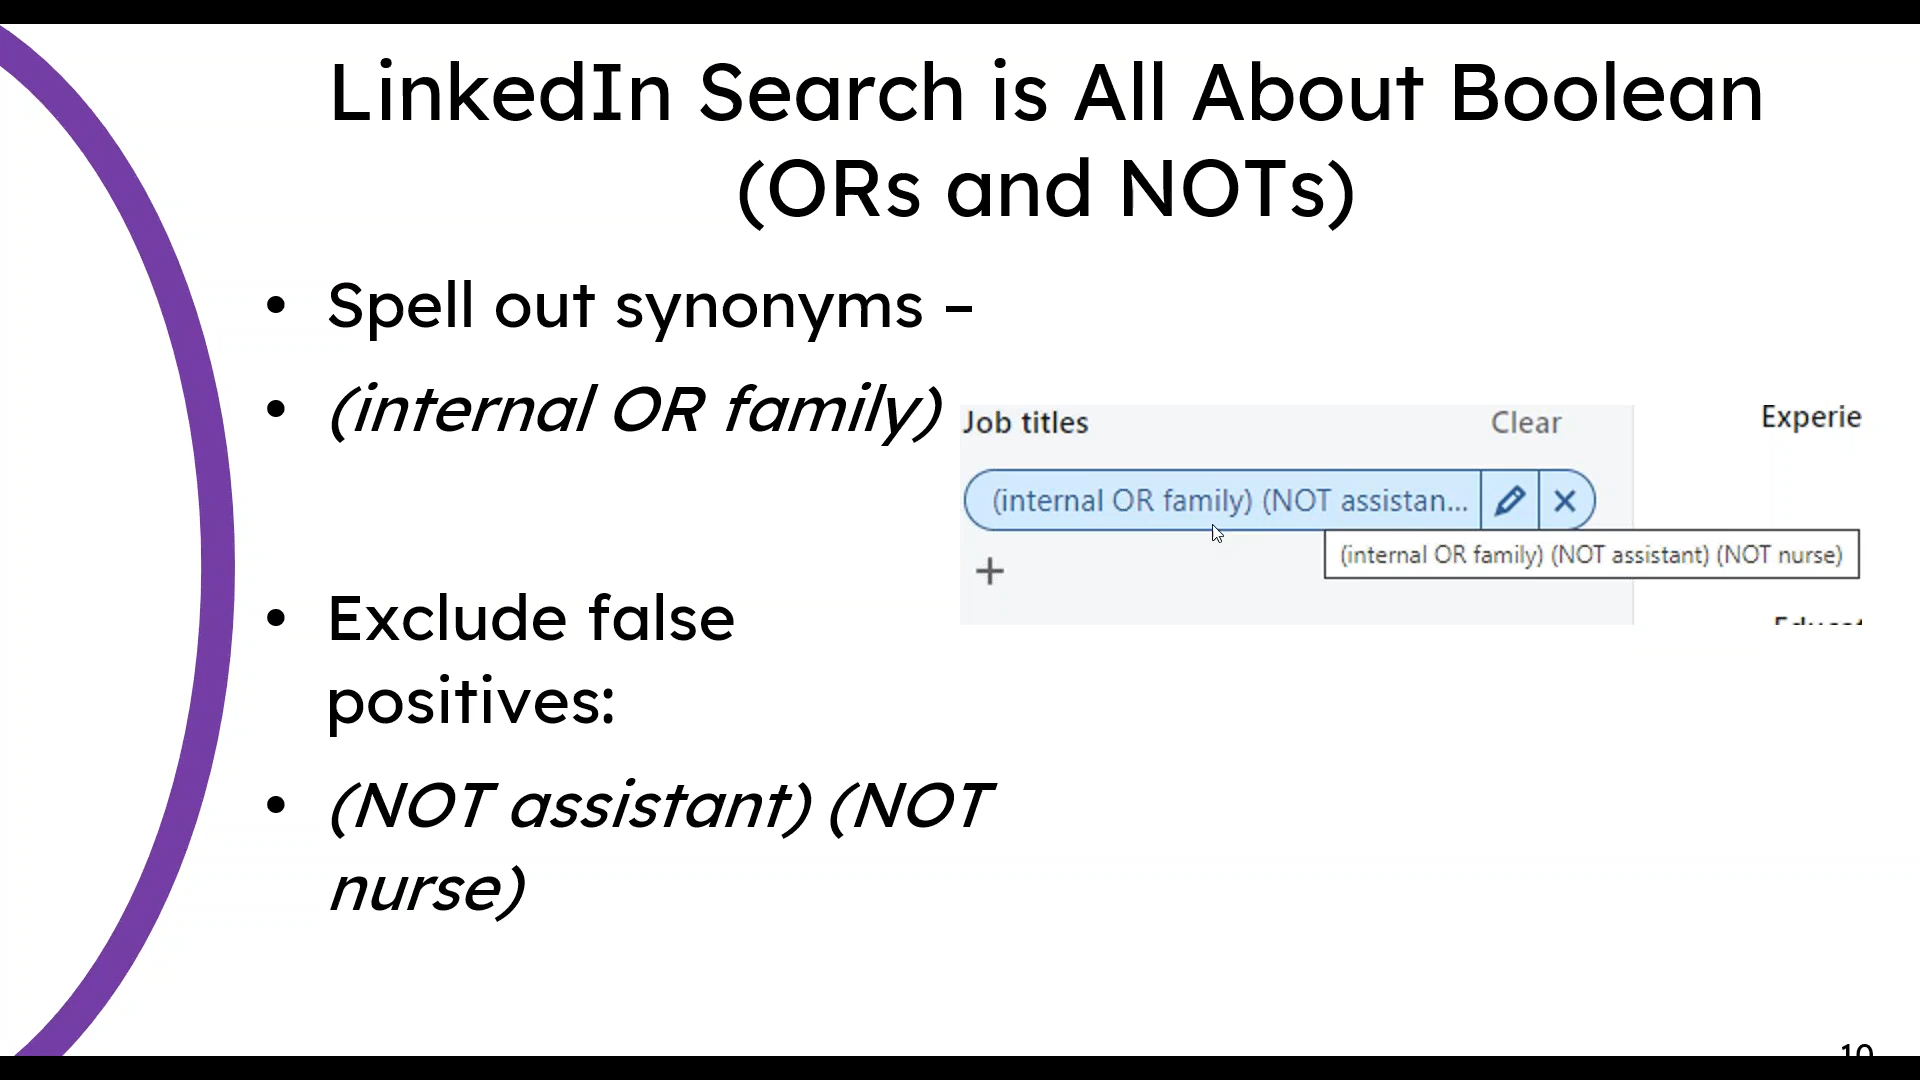 LinkedIn Search is All About Boolean
(ORs and NOTs)
• Spell out synonyms –
• (internal OR family)
Job titles
Clear
Experie
(internal OR family) (NOT assistan...
(internal OR family) (NOT assistant) (NOT nurse)
• Exclude false
positives:
• (NOT assistant) (NOT
nurse)
10